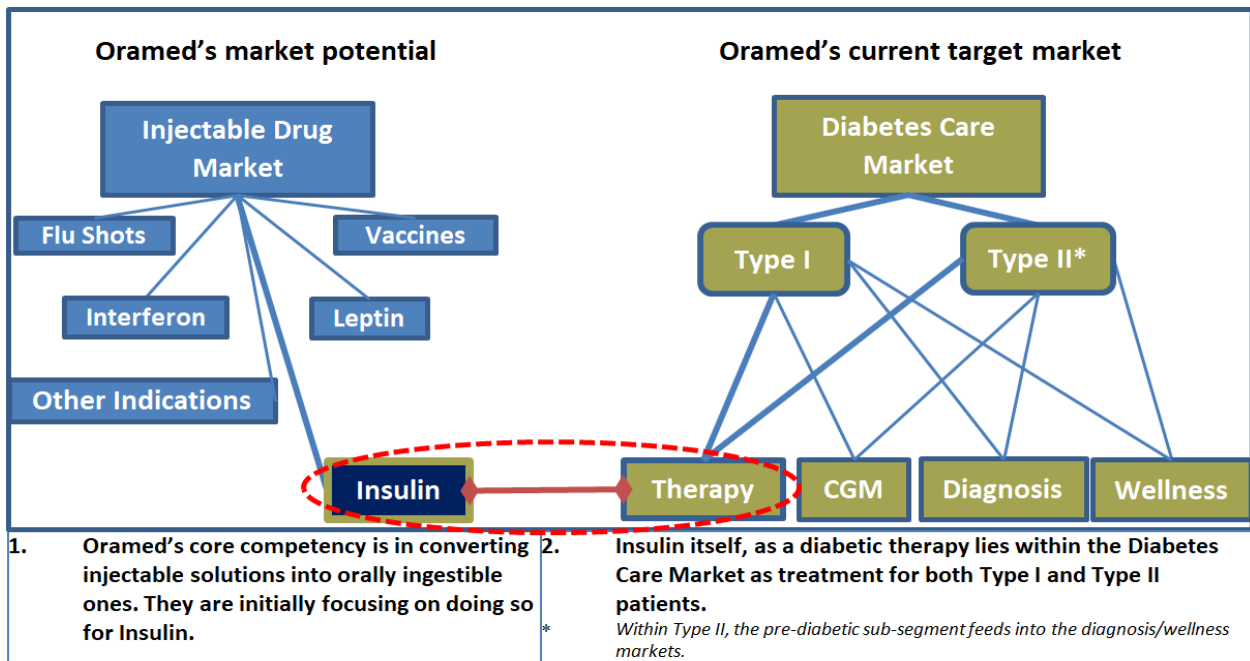 Oramed's market potential
Injectable Drug
Market
Flu Shots
Vaccines
Interferon
Leptin
Other Indications
Insulin
Oramed's current target market
Diabetes Care
Market
Type I
Type II*
Therapy
CGM
Diagnosis
Wellness
1. Oramed's core competency is in converting
injectable solutions into orally ingestible
ones. They are initially focusing on doing so
for Insulin.
2. Insulin itself, as a diabetic therapy lies within the Diabetes
Care Market as treatment for both Type I and Type II
patients.
* Within Type II, the pre-diabetic sub-segment feeds into the diagnosis/wellness
markets.